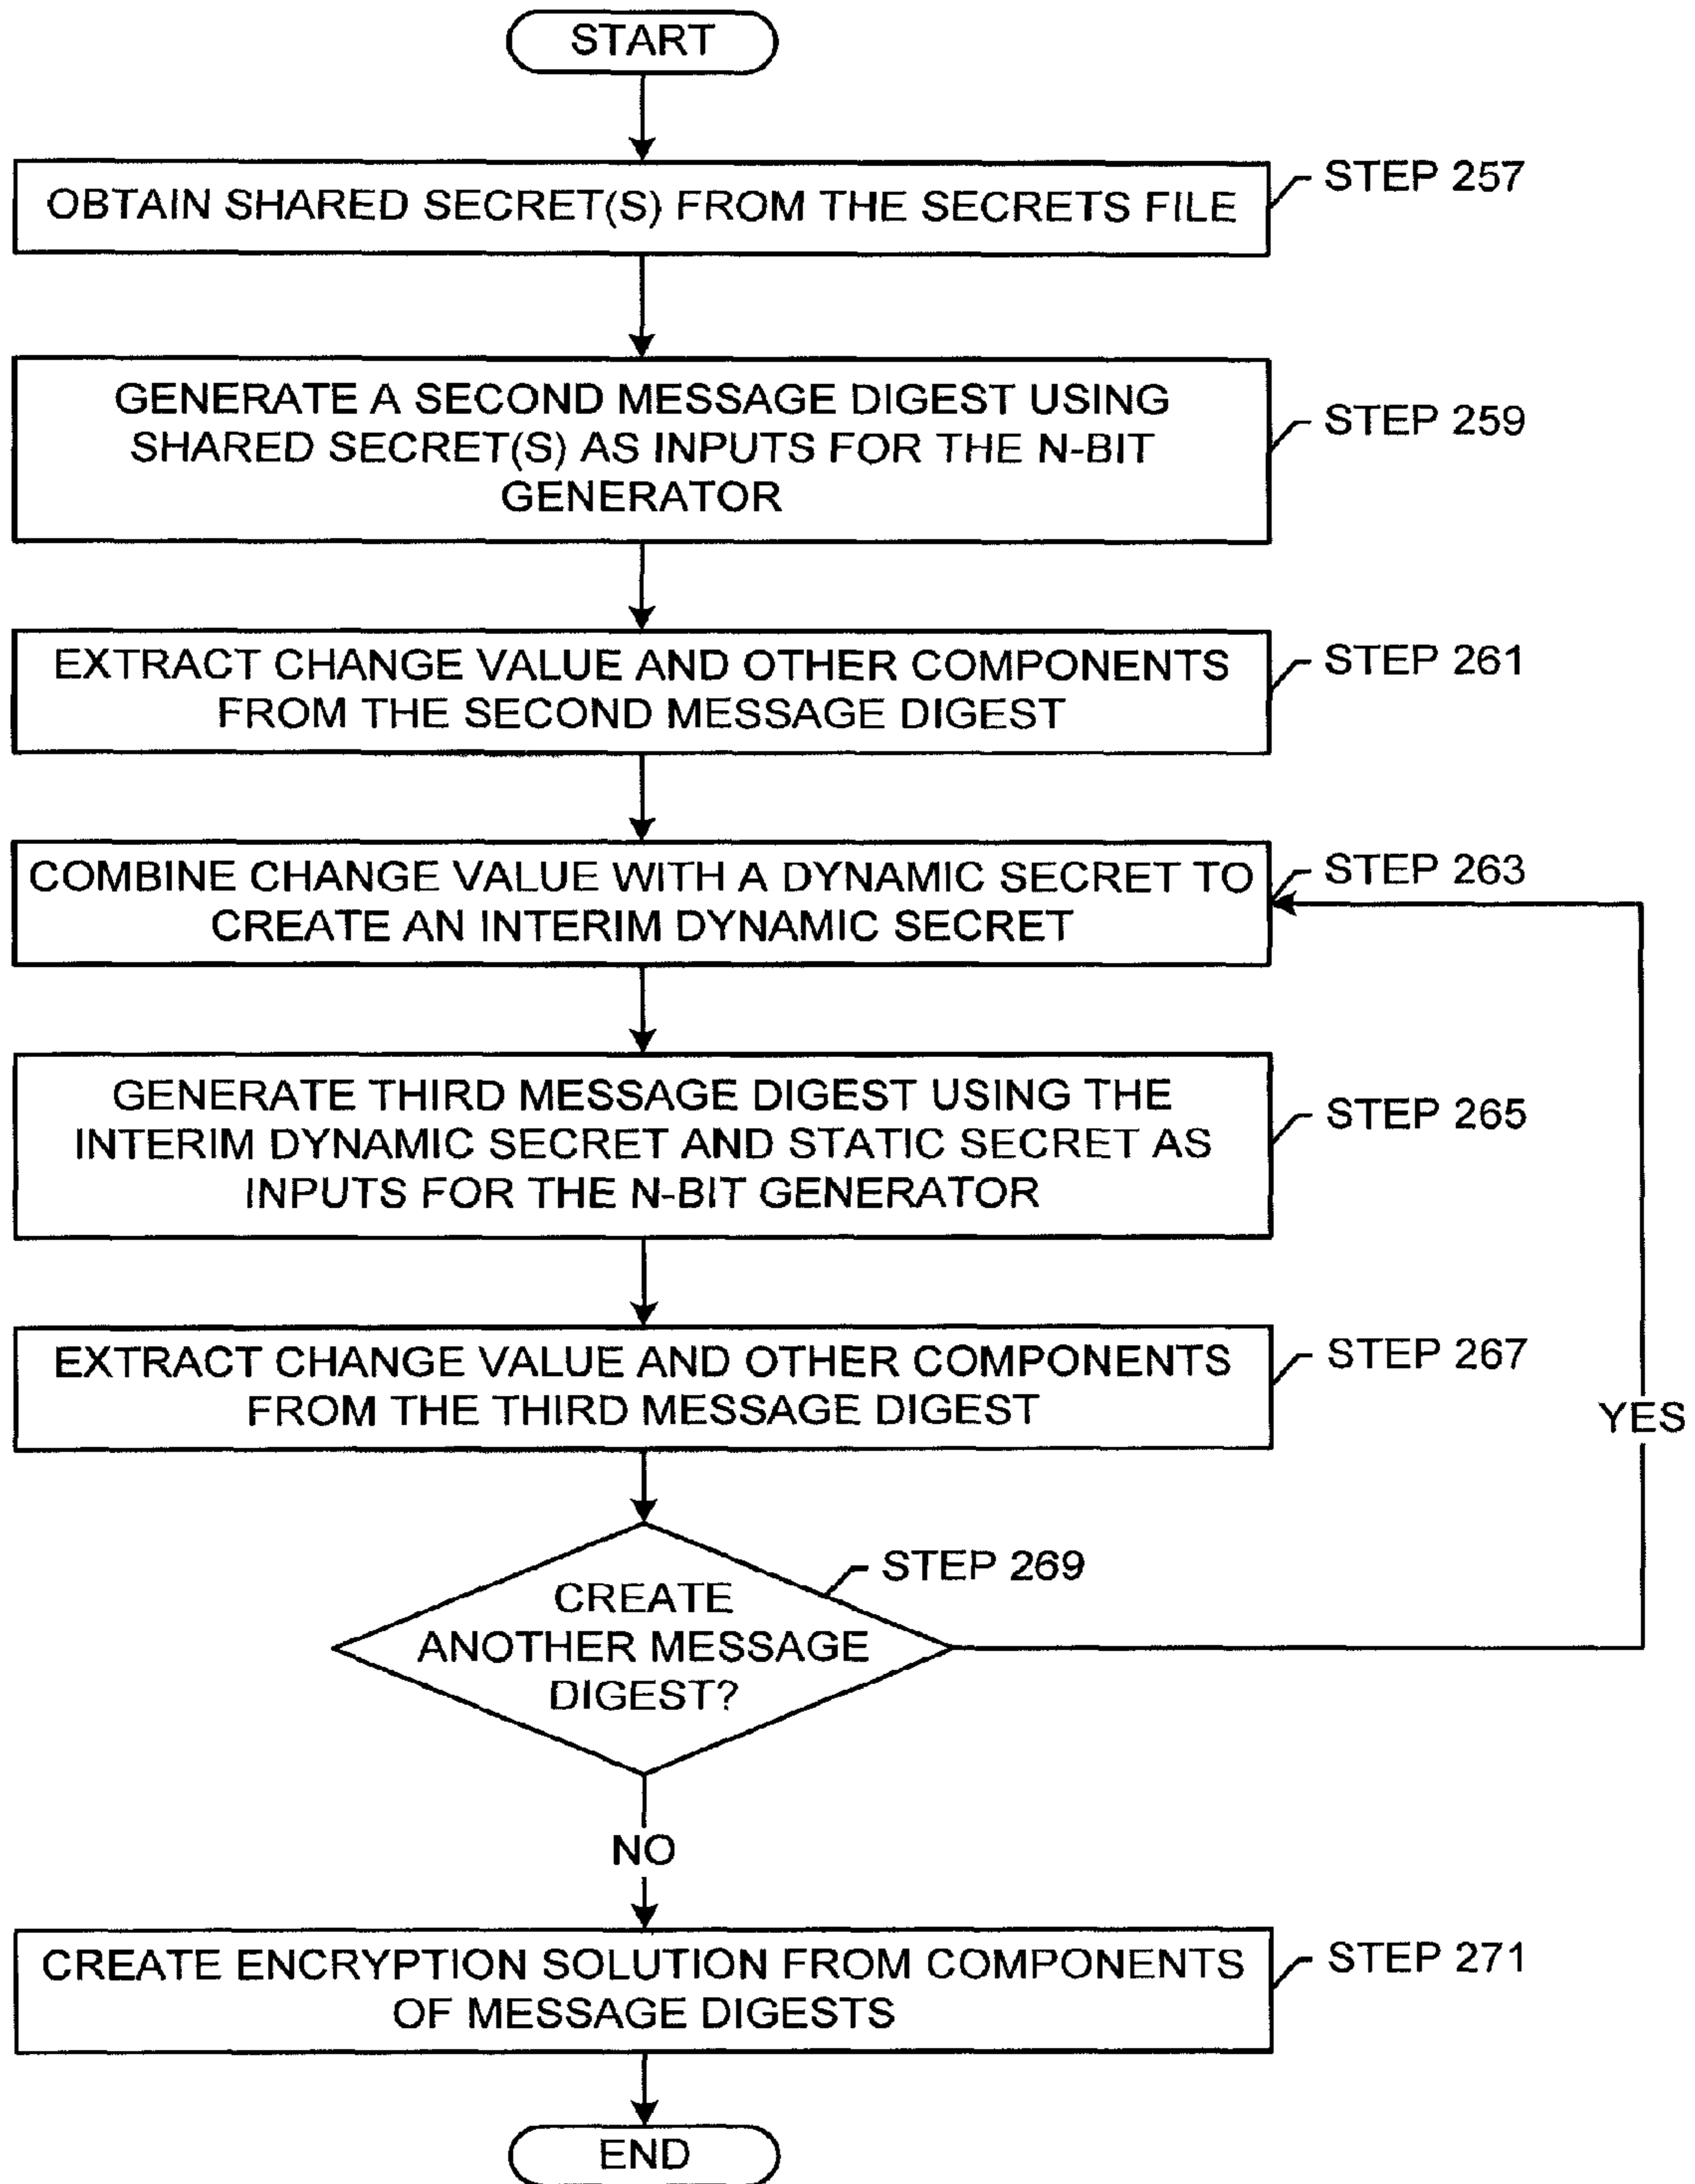 START
OBTAIN SHARED SECRET(S) FROM THE SECRETS FILE
STEP 257
GENERATE A SECOND MESSAGE DIGEST USING
SHARED SECRET(S) AS INPUTS FOR THE N-BIT
GENERATOR
STEP 259
EXTRACT CHANGE VALUE AND OTHER COMPONENTS
FROM THE SECOND MESSAGE DIGEST
STEP 261
COMBINE CHANGE VALUE WITH A DYNAMIC SECRET TO
CREATE AN INTERIM DYNAMIC SECRET
STEP 263
GENERATE THIRD MESSAGE DIGEST USING THE
INTERIM DYNAMIC SECRET AND STATIC SECRET AS
INPUTS FOR THE N-BIT GENERATOR
STEP 265
EXTRACT CHANGE VALUE AND OTHER COMPONENTS
FROM THE THIRD MESSAGE DIGEST
STEP 267
YES
STEP 269
CREATE
ANOTHER MESSAGE
DIGEST?
NO
CREATE ENCRYPTION SOLUTION FROM COMPONENTS
OF MESSAGE DIGESTS
STEP 271
END